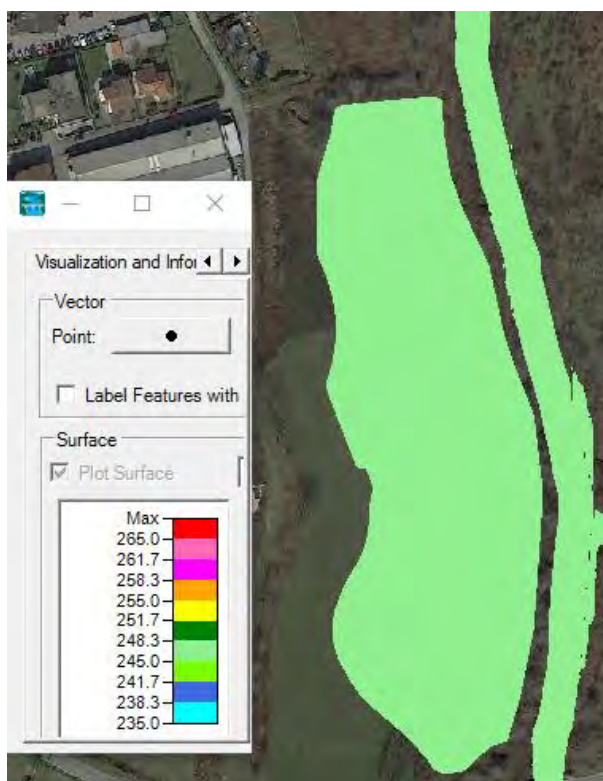 Visualization and Infor
Vector
Point:
Label Features with
Surface
Plot Surface
Max
265.0
261.7
258.3
255.0
251.7
248.3
245.0
241.7
238.3
235.0